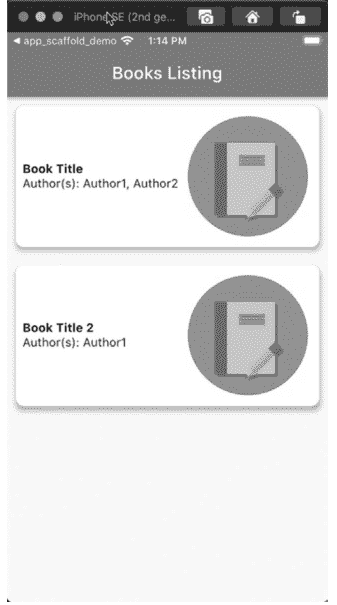 iPhone SE (2nd ge...
app_scaffold_demo 1:14 PM
Books Listing
Book Title
Author(s): Author1, Author2
Book Title 2
Author(s): Author1